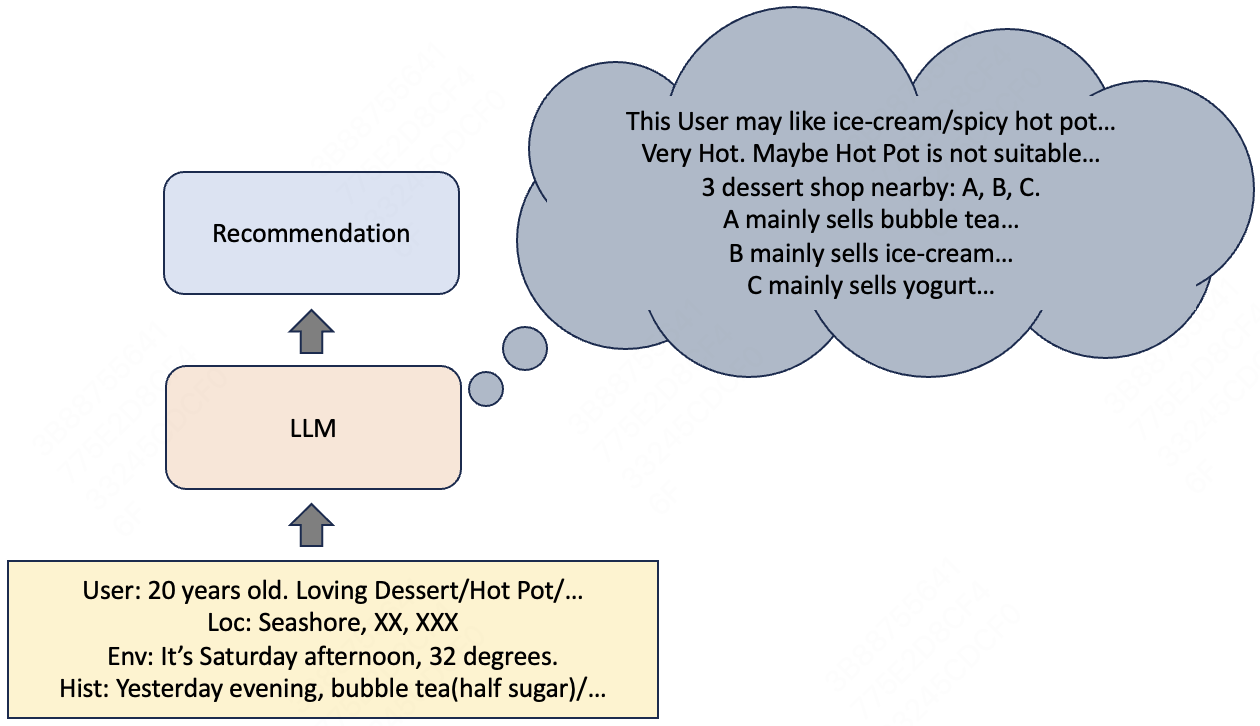 This User may like ice-cream/spicy hot pot...
Very Hot. Maybe Hot Pot is not suitable...
3 dessert shop nearby: A, B, C.
A mainly sells bubble tea...
B mainly sells ice-cream...
C mainly sells yogurt...
Recommendation
LLM
User: 20 years old. Loving Dessert/Hot Pot/...
Loc: Seashore, XX, XXX
Env: It's Saturday afternoon, 32 degrees.
Hist: Yesterday evening, bubble tea(half sugar)/...